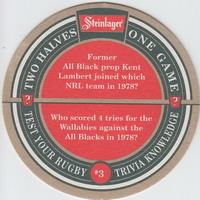 Steinlager
TWO HALVES
ONE GAME
Former
All Black prop Kent
Lambert joined which
NRL team in 1978?
?
?
Who scored 4 tries for the
Wallabies against the
All Blacks in 1978?
TEST YOUR RUGBY
#3
TRIVIA KNOWLEDGE